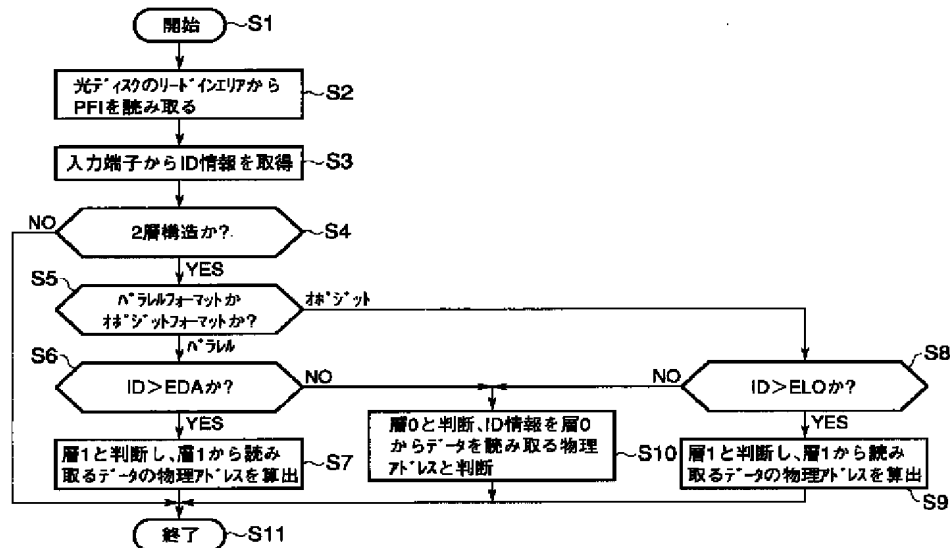 開始
S1
光ディスクのリードインエリアから
PFIを読み取る
S2
入力端子からID情報を取得
S3
NO
2層構造か?
S4
YES
S5
パラレルフォーマットか
オポジットフォーマットか?
オポジット
パラレル
S6
ID>EDAか?
NO
YES
S8
NO
ID>ELOか?
YES
層1と判断し、層1から読み
取るデータの物理アドレスを算出
S7
層0と判断、ID情報を層0
からデータを読み取る物理
アドレスと判断
S10
層1と判断し、層1から読み
取るデータの物理アドレスを算出
S9
終了
S11